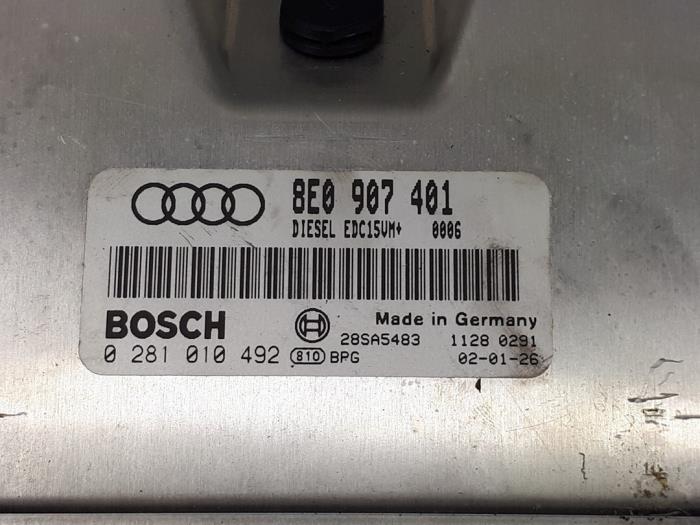 8E0 907 401
DIESEL EDC15VM+ 0006
BOSCH Made in Germany
28SA5483 1128 0291
0 281 010 492 810 BPG 02-01-26